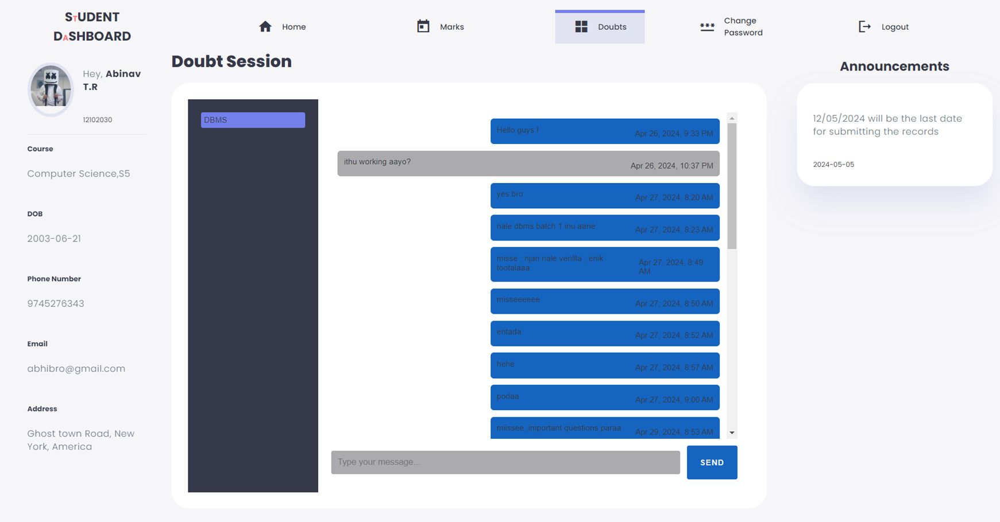 STUDENT
DASHBOARD
Home
Marks
Doubts
Change
Password
Logout
Hey, Abinav
T.R
12102030
Course
Computer Science,S5
DOB
2003-06-21
Phone Number
9745276343
Email
abhibro@gmail.com
Address
Ghost town Road, New
York, America
Doubt Session
DBMS
Hello guys !
Apr 26, 2024, 9:33 PM
ithu working aayo?
Apr 26, 2024, 10:37 PM
yes bro
Apr 27, 2024, 8:20 AM
nale dbms batch 1 inu aane
Apr 27, 2024, 8:23 AM
misse , njan nale verillla , enik
tootalaaa
Apr 27, 2024, 8:49
AM
misseeeeee
Apr 27, 2024, 8:50 AM
entada
Apr 27, 2024, 8:52 AM
hehe
Apr 27, 2024, 8:57 AM
podaa
Apr 27, 2024, 9:00 AM
miissee ,important questions paraa
Apr 29, 2024, 8:53 AM
Type your message...
SEND
Announcements
12/05/2024 will be the last date
for submitting the records
2024-05-05